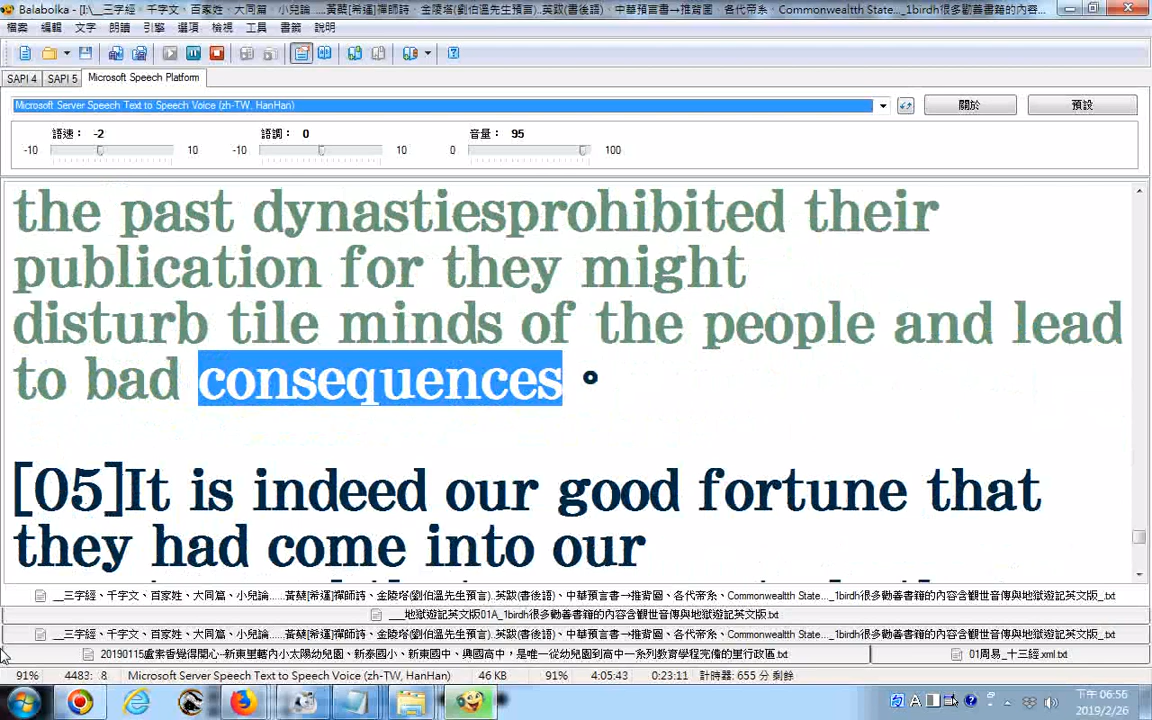 Balabolka - [I:\__三字經、千字文、百家姓、大同篇、小兒論.....黃蘗[希運]禪師詩、金陵塔(劉伯溫先生預言)..英歎(書後語)、中華預言書→推背圖、各代帝系、Commonwealtth State..._1birdh很多勸善書籍的內容...
檔案 編輯 文字 朗讀 引擎 選項 檢視 工具 書籤 說明
SAPI 4 SAPI 5 Microsoft Speech Platform
Microsoft Server Speech Text to Speech Voice (zh-TW, HanHan) 關於 預設
語速： -2 語調： 0 音量： 95
-10 10 -10 10 0 100
the past dynastiesprohibited their
publication for they might
disturb tile minds of the people and lead
to bad consequences 。
[05]It is indeed our good fortune that
they had come into our
__三字經、千字文、百家姓、大同篇、小兒論.....黃蘗[希運]禪師詩、金陵塔(劉伯溫先生預言)..英歎(書後語)、中華預言書→推背圖、各代帝系、Commonwealtth State..._1birdh很多勸善書籍的內容含觀世音傳與地獄遊記英文版_.txt
___地獄遊記英文版01A_1birdh很多勸善書籍的內容含觀世音傳與地獄遊記英文版.txt
__三字經、千字文、百家姓、大同篇、小兒論.....黃蘗[希運]禪師詩、金陵塔(劉伯溫先生預言)..英歎(書後語)、中華預言書→推背圖、各代帝系、Commonwealtth State..._1birdh很多勸善書籍的內容含觀世音傳與地獄遊記英文版_.txt
20190115盧素香覺得開心--新東里轄內小太陽幼兒園、新泰國小、新東國中、興國高中，是唯一從幼兒園到高中一系列教育學程完備的里行政區.txt 01周易_十三經.xml.txt
91% 4483: 8 Microsoft Server Speech Text to Speech Voice (zh-TW, HanHan) 46 KB 91% 4:05:43 0:23:11 計時器: 655 分 剩餘
A 下午 06:56
2019/2/26